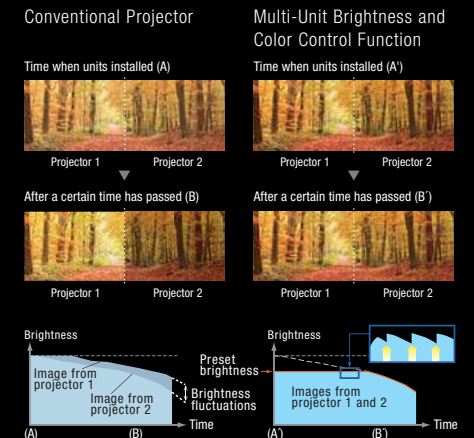 Conventional Projector
Time when units installed (A)
Projector 1 Projector 2
After a certain time has passed (B)
Projector 1 Projector 2
Brightness
Image from
projector 1
Image from
projector 2
Brightness
fluctuations
Time
(A) (B)
Multi-Unit Brightness and
Color Control Function
Time when units installed (A')
Projector 1 Projector 2
After a certain time has passed (B´)
Projector 1 Projector 2
Brightness
Preset
brightness
Images from
projector 1 and 2
Time
(A') (B´)